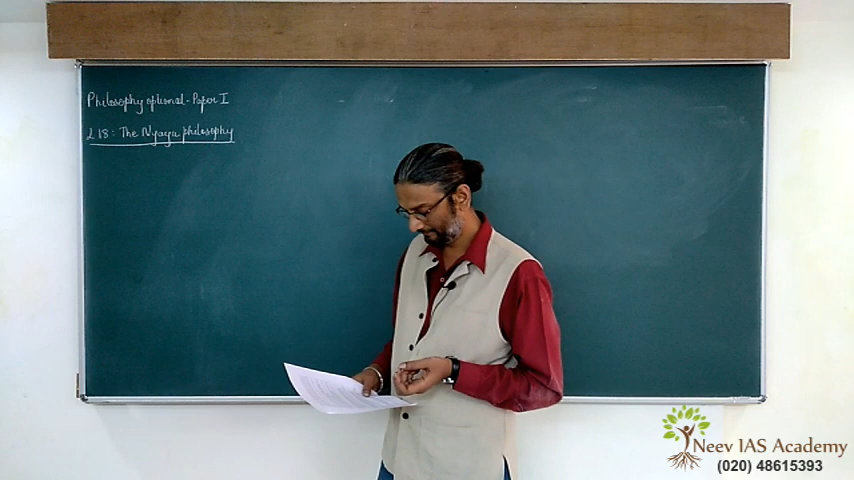 Philosophy optional - Paper I
L 18 : The Nyaya philosophy
Neev IAS Academy
(020) 48615393